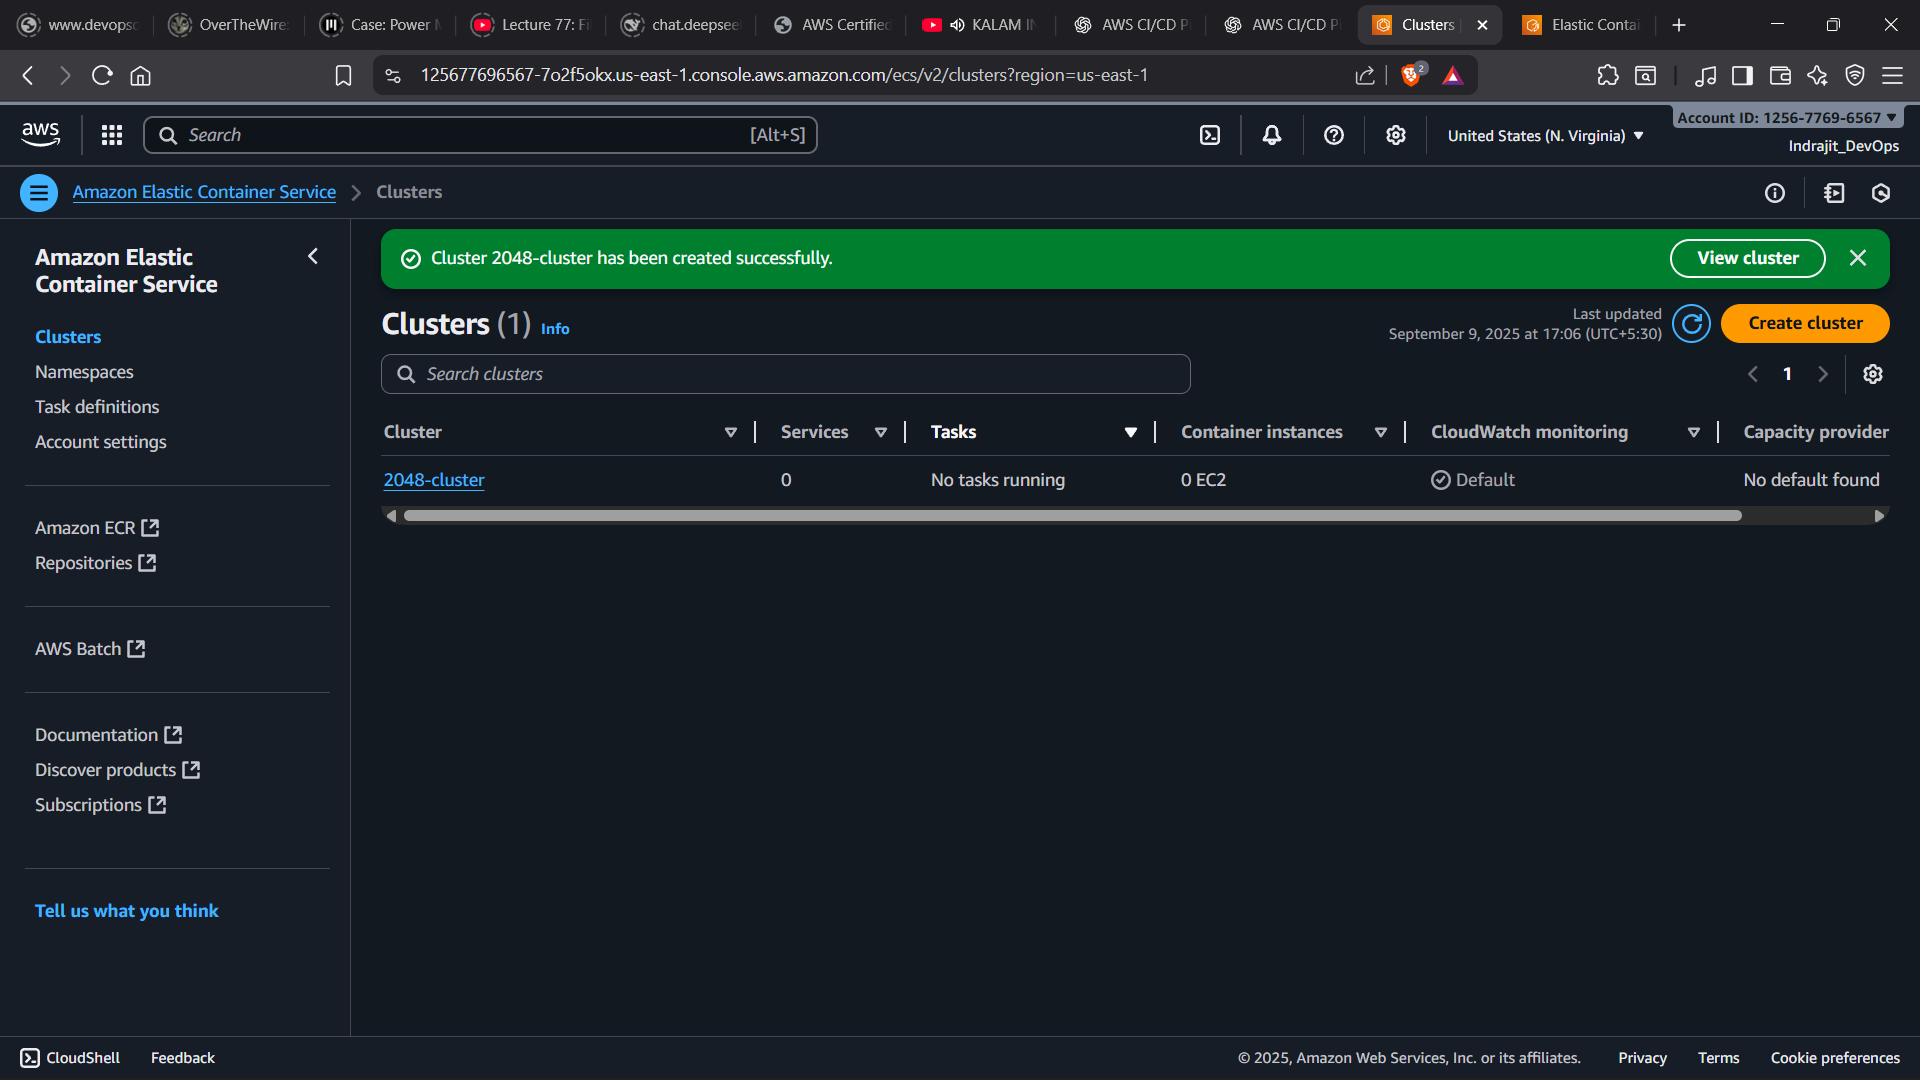 www.devopsc
OverTheWire:
Case: Power M
Lecture 77: Fi
chat.deepseek
AWS Certified
KALAM IN
AWS CI/CD Pi
AWS CI/CD Pi
Clusters
Elastic Contai
125677696567-7o2f5okx.us-east-1.console.aws.amazon.com/ecs/v2/clusters?region=us-east-1
2
aws
Search
[Alt+S]
United States (N. Virginia)
Account ID: 1256-7769-6567
Indrajit_DevOps
Amazon Elastic Container Service
Clusters
Amazon Elastic
Container Service
Clusters
Namespaces
Task definitions
Account settings
Amazon ECR
Repositories
AWS Batch
Documentation
Discover products
Subscriptions
Tell us what you think
Cluster 2048-cluster has been created successfully.
View cluster
Clusters (1) Info
Last updated
September 9, 2025 at 17:06 (UTC+5:30)
Create cluster
Search clusters
1
Cluster Services Tasks Container instances CloudWatch monitoring Capacity provider
2048-cluster 0 No tasks running 0 EC2 Default No default found
CloudShell Feedback © 2025, Amazon Web Services, Inc. or its affiliates. Privacy Terms Cookie preferences